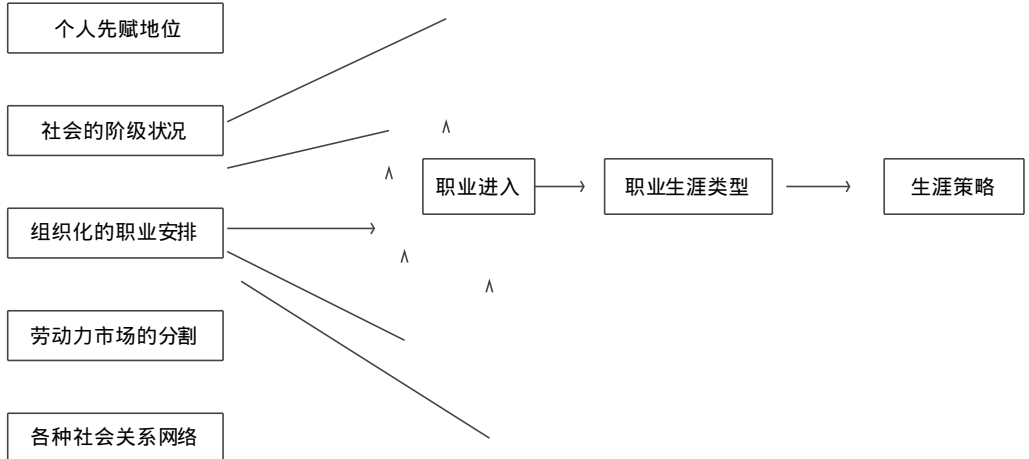 个人先赋地位
社会的阶级状况
组织化的职业安排
劳动力市场的分割
各种社会关系网络
职业进入
职业生涯类型
生涯策略